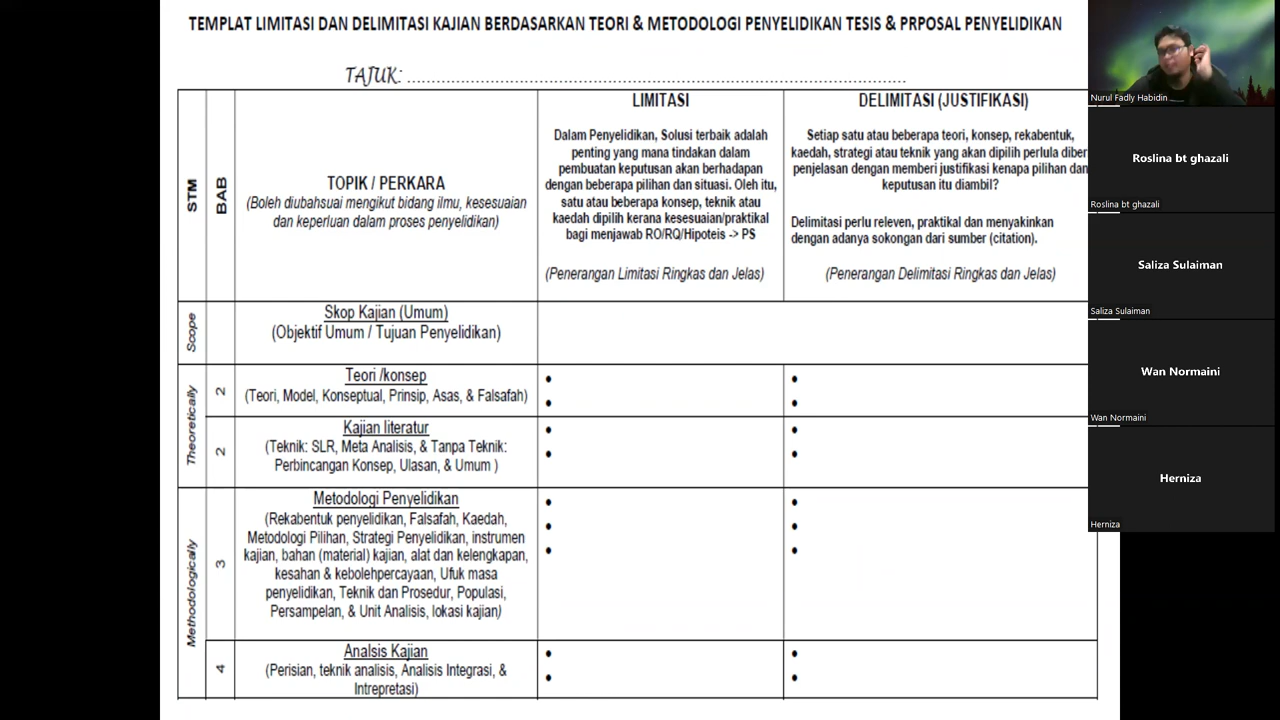 TEMPLAT LIMITASI DAN DELIMITASI KAJIAN BERDASARKAN TEORI & METODOLOGI PENYELIDIKAN TESIS & PRPOSAL PENYELIDIKAN
TAJUK: ........................................................................................................
STM
BAB
TOPIK / PERKARA
(Boleh diubahsuai mengikut bidang ilmu, kesesuaian
dan keperluan dalam proses penyelidikan)
LIMITASI
Dalam Penyelidikan, Solusi terbaik adalah
penting yang mana tindakan dalam
pembuatan keputusan akan berhadapan
dengan beberapa pilihan dan situasi. Oleh itu,
satu atau beberapa konsep, teknik atau
kaedah dipilih kerana kesesuaian/praktikal
bagi menjawab RO/RQ/Hipoteis -> PS
(Penerangan Limitasi Ringkas dan Jelas)
DELIMITASI (JUSTIFIKASI)
Setiap satu atau beberapa teori, konsep, rekabentuk,
kaedah, strategi atau teknik yang akan dipilih perlula diber
penjelasan dengan memberi justifikasi kenapa pilihan dan
keputusan itu diambil?
Delimitasi perlu releven, praktikal dan menyakinkan
dengan adanya sokongan dari sumber (citation).
(Penerangan Delimitasi Ringkas dan Jelas)
Scope
Skop Kajian (Umum)
(Objektif Umum / Tujuan Penyelidikan)
Theoretically
2
Teori /konsep
(Teori, Model, Konseptual, Prinsip, Asas, & Falsafah)
2
Kajian literatur
(Teknik: SLR, Meta Analisis, & Tanpa Teknik:
Perbincangan Konsep, Ulasan, & Umum )
Methodologically
3
Metodologi Penyelidikan
(Rekabentuk penyelidikan, Falsafah, Kaedah,
Metodologi Pilihan, Strategi Penyelidikan, instrumen
kajian, bahan (material) kajian, alat dan kelengkapan,
kesahan & kebolehpercayaan, Ufuk masa
penyelidikan, Teknik dan Prosedur, Populasi,
Persampelan, & Unit Analisis, lokasi kajian)
4
Analsis Kajian
(Perisian, teknik analisis, Analisis Integrasi, &
Intrepretasi)
Nurul Fadly Habidin
Roslina bt ghazali
Roslina bt ghazali
Saliza Sulaiman
Saliza Sulaiman
Wan Normaini
Wan Normaini
Herniza
Herniza